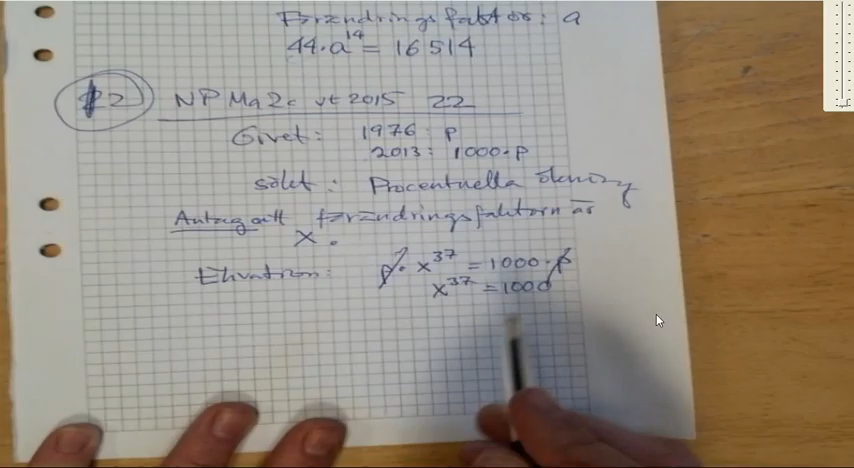 Förändringsfaktor: a
44·a¹⁴ = 16514
2 NP Ma2c vt 2015 22
Givet: 1976: P
2013: 1000·P
sökt: Procentuella ökning
Antag att förändringsfaktorn är
x.
Ekvation: P·x³⁷ = 1000·P
x³⁷ = 1000